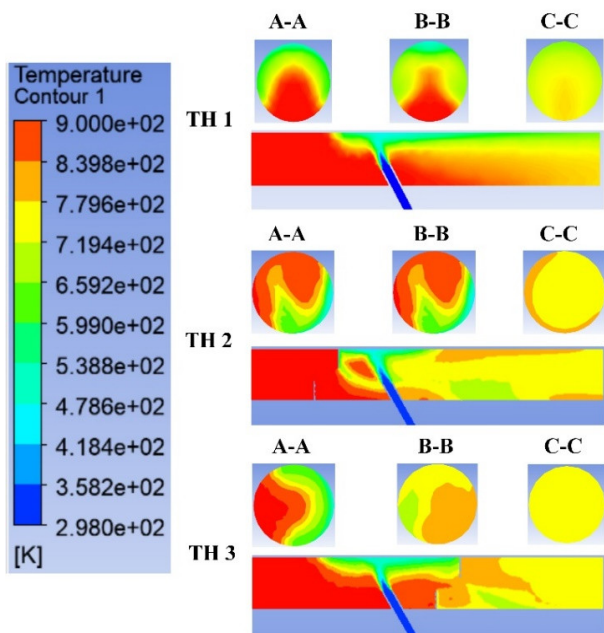 Temperature
Contour 1
9.000e+02
8.398e+02
7.796e+02
7.194e+02
6.592e+02
5.990e+02
5.388e+02
4.786e+02
4.184e+02
3.582e+02
2.980e+02
[K]
A-A B-B C-C
TH 1
A-A B-B C-C
TH 2
A-A B-B C-C
TH 3